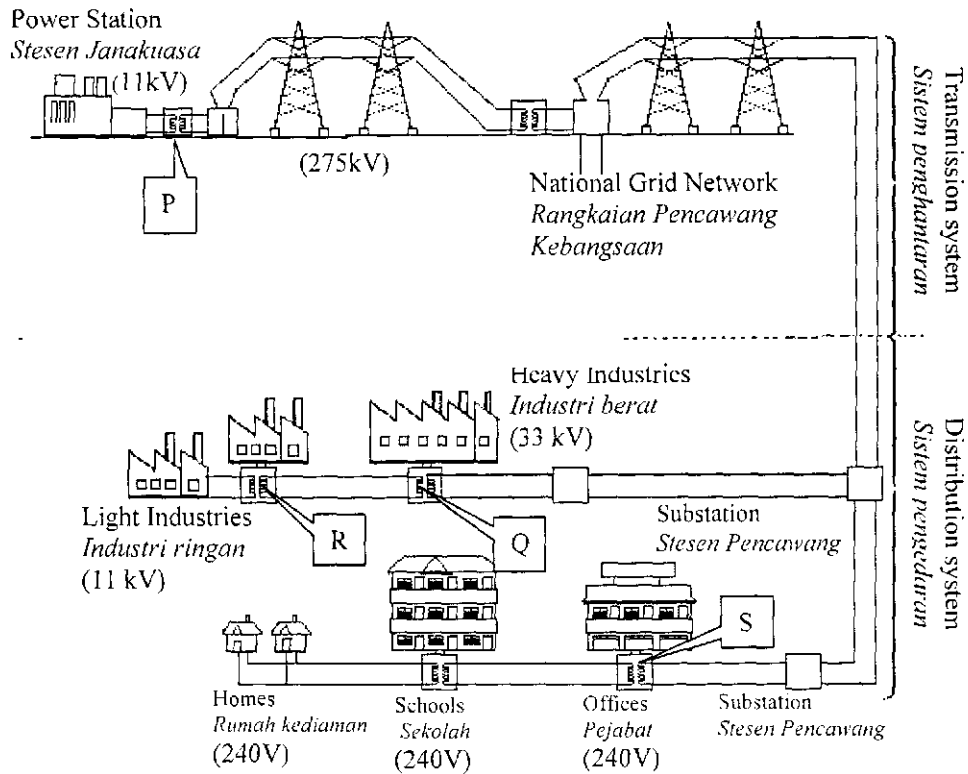 Power Station
Stesen Janakuasa
(11kV)
P
(275kV)
National Grid Network
Rangkaian Pencawang
Kebangsaan
Transmission system
Sistem penghantaran
Heavy Industries
Industri berat
(33 kV)
Light Industries
Industri ringan
(11 kV)
R
Q
Substation
Stesen Pencawang
Distribution system
Sistem pengedaran
S
Homes
Rumah kediaman
(240V)
Schools
Sekolah
(240V)
Offices
Pejabat
(240V)
Substation
Stesen Pencawang